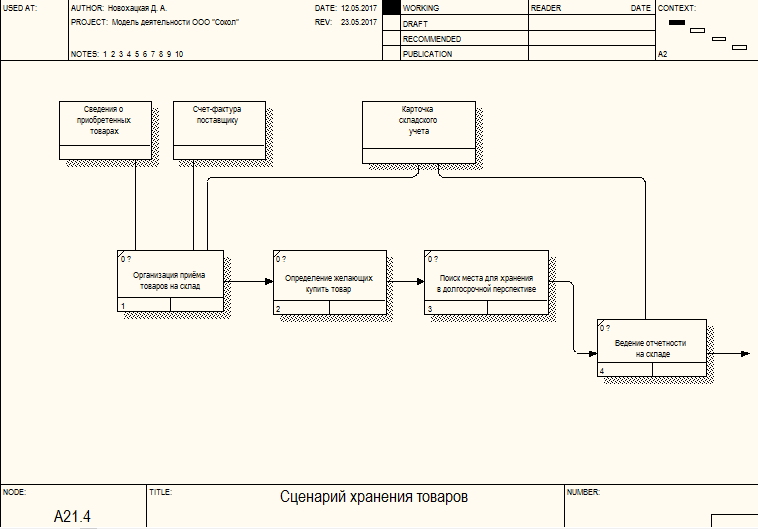 USED AT:
AUTHOR: Новохацкая Д. А.
DATE: 12.05.2017
WORKING
READER
DATE
CONTEXT:
PROJECT: Модель деятельности ООО "Сокол"
REV: 23.05.2017
DRAFT
RECOMMENDED
NOTES: 1 2 3 4 5 6 7 8 9 10
PUBLICATION
A2
Сведения о
приобретенных
товарах
Счет-фактура
поставщику
Карточка
складского
учета
0 ?
Организация приёма
товаров на склад
1
0 ?
Определение желающих
купить товар
2
0 ?
Поиск места для хранения
в долгосрочной перспективе
3
0 ?
Ведение отчетности
на складе
4
NODE:
A21.4
TITLE:
Сценарий хранения товаров
NUMBER: